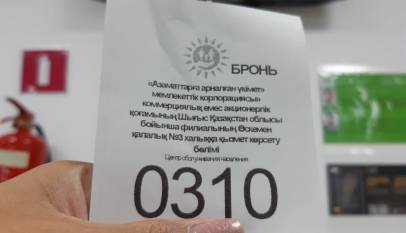 БРОНЬ
«Азаматтарға арналған үкімет»
мемлекеттік корпорациясы»
коммерциялық емес акционерлік
қоғамының Шығыс Қазақстан облысы
бойынша филиалының Өскемен
қалалық №3 халыққа қызмет көрсету
бөлімі
Центр обслуживания населения
0310